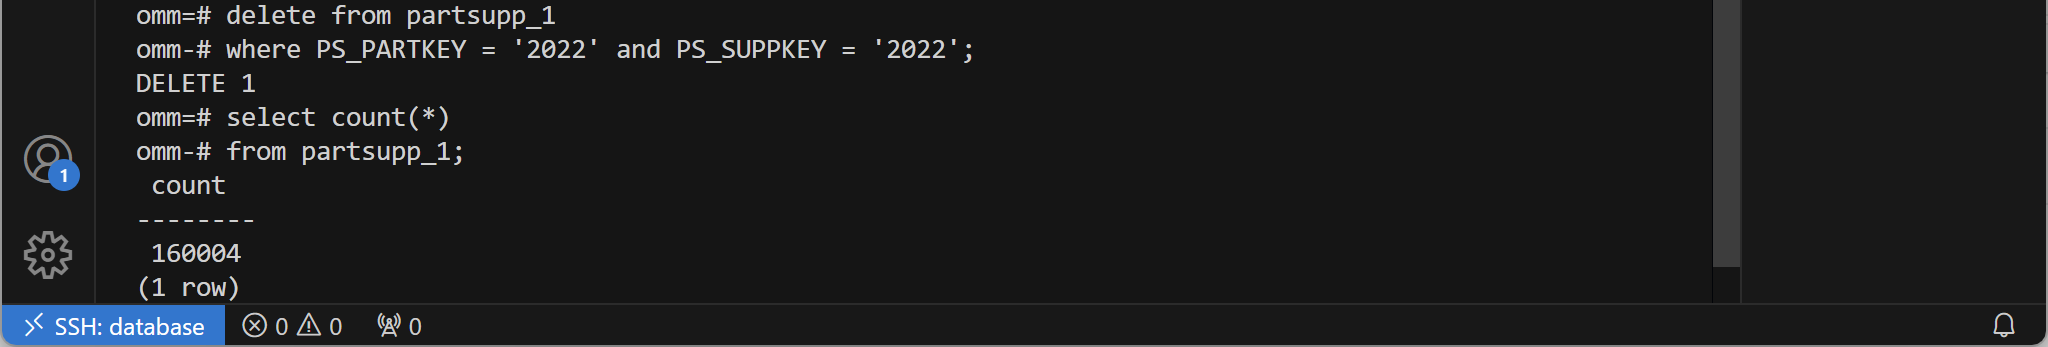 omm=# delete from partsupp_1
omm-# where PS_PARTKEY = '2022' and PS_SUPPKEY = '2022';
DELETE 1
omm=# select count(*)
omm-# from partsupp_1;
 count
--------
 160004
(1 row)
1
SSH: database 0 0 0